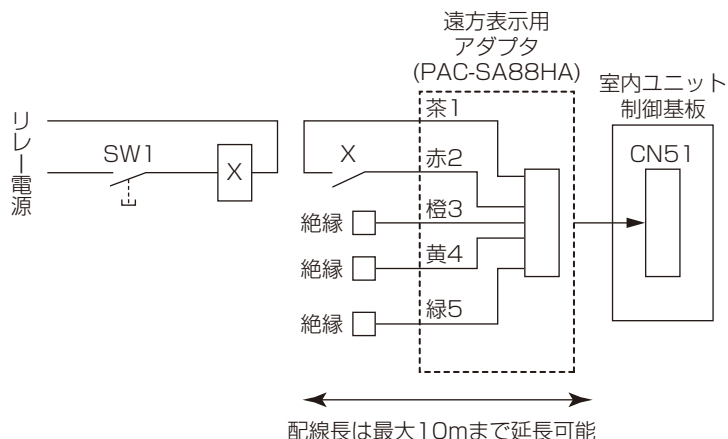 遠方表示用
アダプタ
(PAC-SA88HA)
室内ユニット
制御基板
リレー電源
SW1
X
X
茶1
赤2
CN51
絶縁
橙3
絶縁
黄4
絶縁
緑5
配線長は最大10mまで延長可能